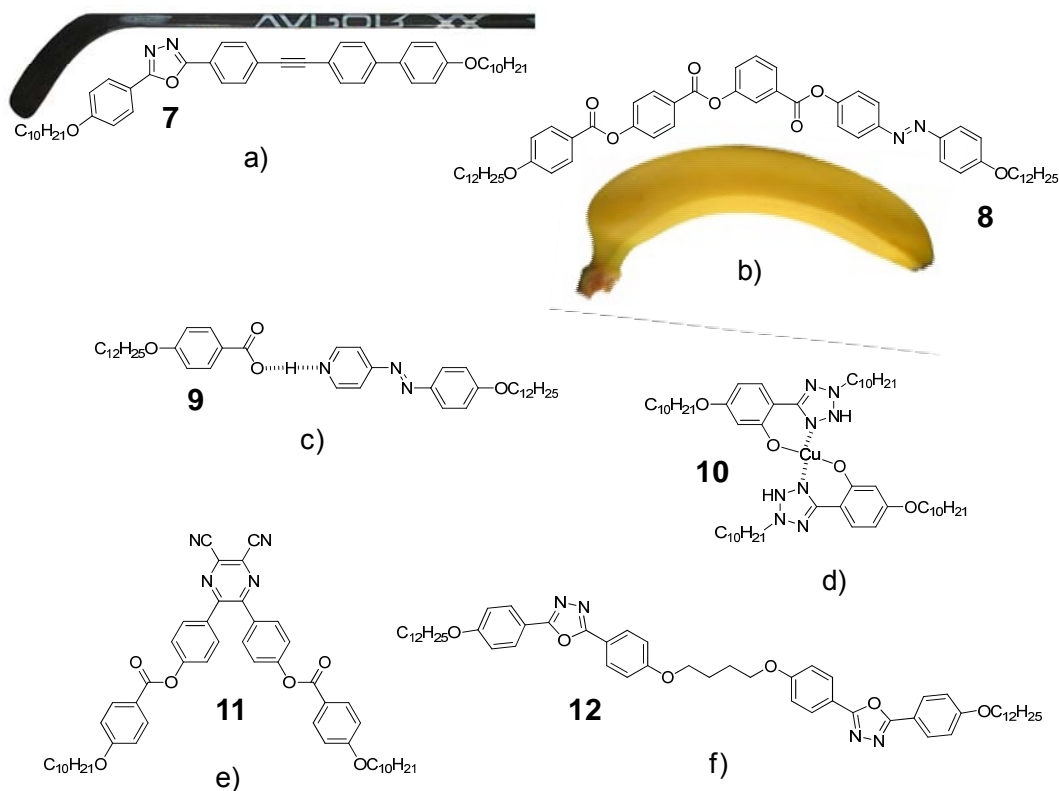 N N
O
OC10H21
C10H21O
7
a)
O
O
O
O
O
O
N
N
C12H25O
OC12H25
8
b)
C12H25O
O
O H N
N
N
OC12H25
9
c)
C10H21O
N
N
C10H21
NH
N
O
Cu
O
10
HN
N
N
N
C10H21
OC10H21
d)
NC CN
N N
O
O
O
O
C10H21O
OC10H21
11
e)
N N
O
C12H25O
O
O
O
N N
OC12H25
12
f)